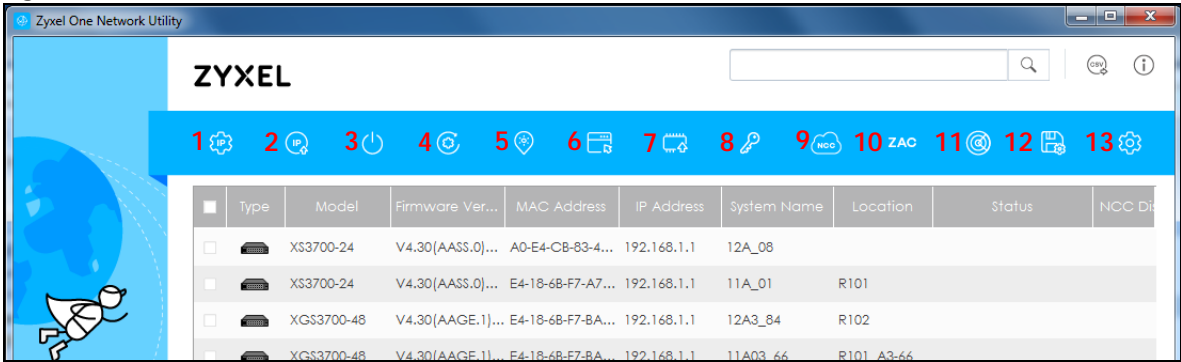 Zyxel One Network Utility
ZYXEL
CSV
1 IP 2 IP 3 4 5 6 7 8 9 NCC 10 ZAC 11 12 13
Type Model Firmware Ver... MAC Address IP Address System Name Location Status NCC Dis
XS3700-24 V4.30(AASS.0)... A0-E4-CB-83-4... 192.168.1.1 12A_08
XS3700-24 V4.30(AASS.0)... E4-18-6B-F7-A7... 192.168.1.1 11A_01 R101
XGS3700-48 V4.30(AAGE.1)... E4-18-6B-F7-BA... 192.168.1.1 12A3_84 R102
XGS3700-48 V4.30(AAGE.1)... E4-18-6B-F7-BA... 192.168.1.1 11A03_66 R101_A3-66